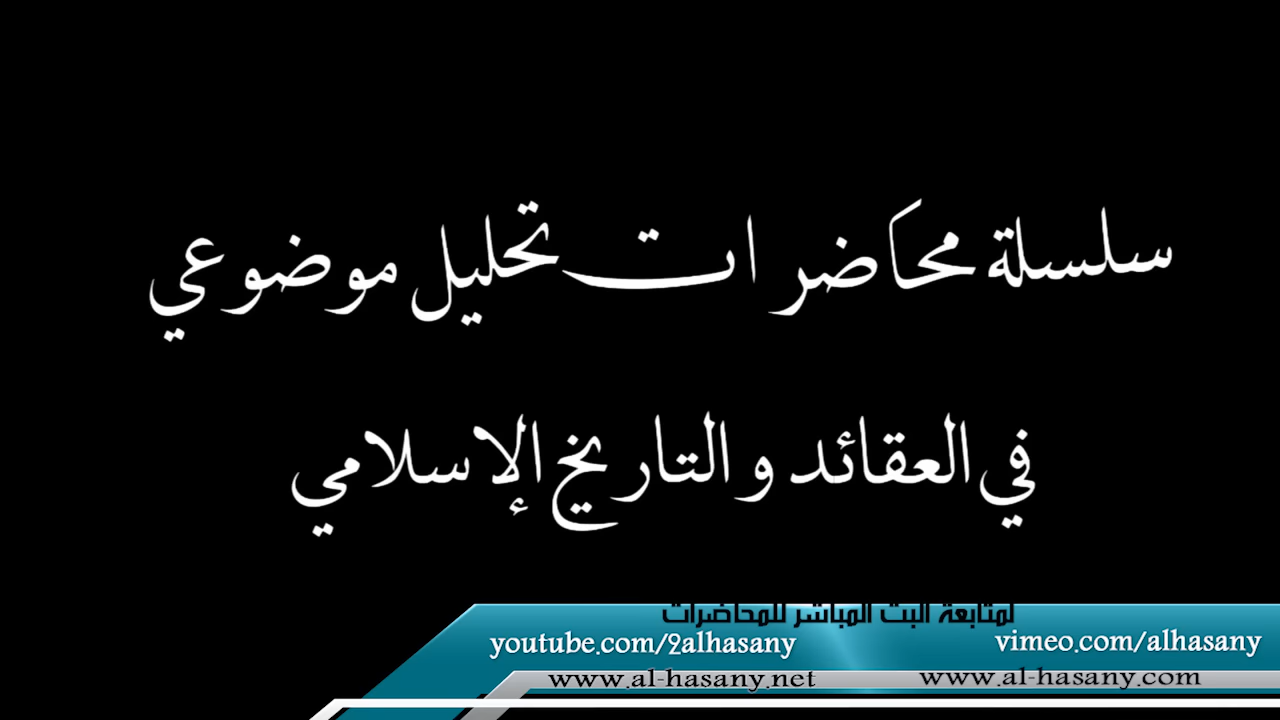 سلسلة محاضرات تحليل موضوعي
في العقائد و التاريخ الإسلامي
لمتابعة البث المباشر للمحاضرات
youtube.com/2alhasany vimeo.com/alhasany
www.al-hasany.net www.al-hasany.com